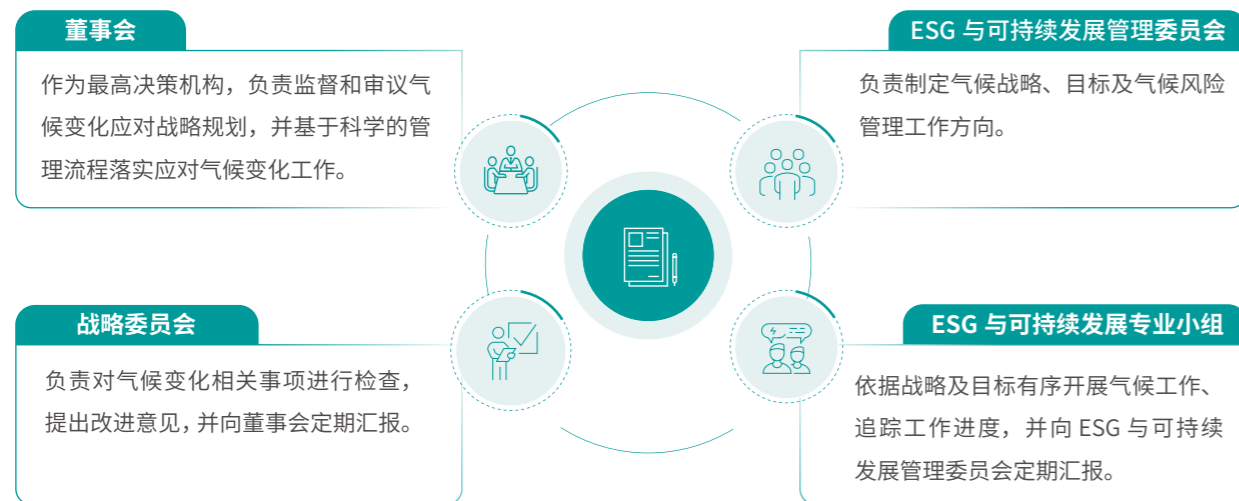 董事会
作为最高决策机构，负责监督和审议气
候变化应对战略规划，并基于科学的管
理流程落实应对气候变化工作。
ESG 与可持续发展管理委员会
负责制定气候战略、目标及气候风险
管理工作方向。
战略委员会
负责对气候变化相关事项进行检查，
提出改进意见，并向董事会定期汇报。
ESG 与可持续发展专业小组
依据战略及目标有序开展气候工作、
追踪工作进度，并向 ESG 与可持续
发展管理委员会定期汇报。